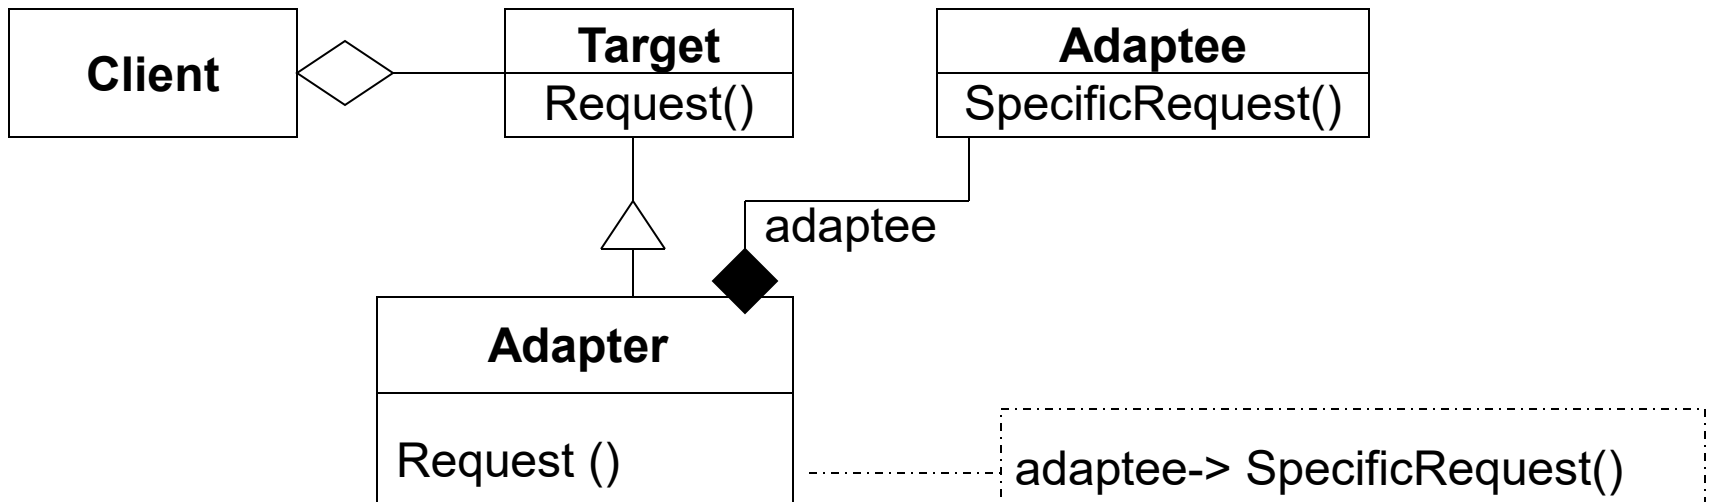 Client
Target
Request()
Adaptee
SpecificRequest()
adaptee
Adapter
Request ()
adaptee-> SpecificRequest()